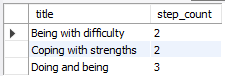 title step_count
Being with difficulty 2
Coping with strengths 2
Doing and being 3